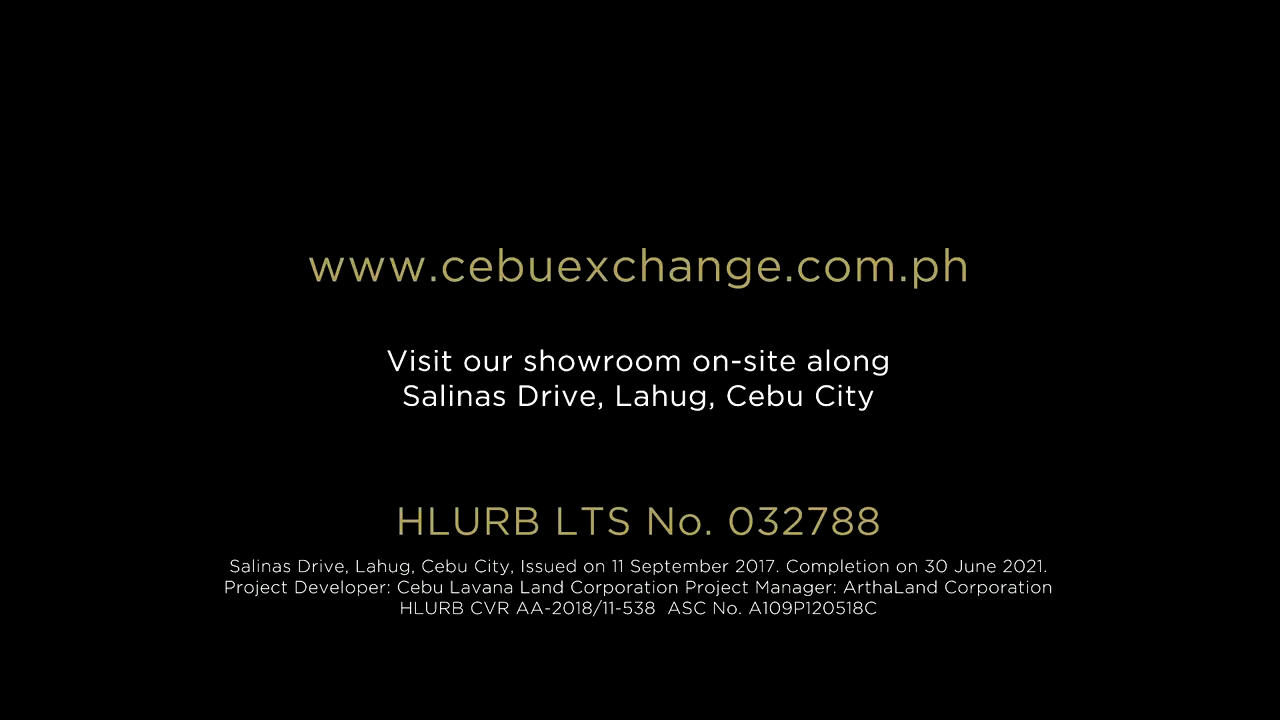 www.cebuexchange.com.ph
Visit our showroom on-site along
Salinas Drive, Lahug, Cebu City
HLURB LTS No. 032788
Salinas Drive, Lahug, Cebu City, Issued on 11 September 2017. Completion on 30 June 2021.
Project Developer: Cebu Lavana Land Corporation Project Manager: ArthaLand Corporation
HLURB CVR AA-2018/11-538 ASC No. A109P120518C